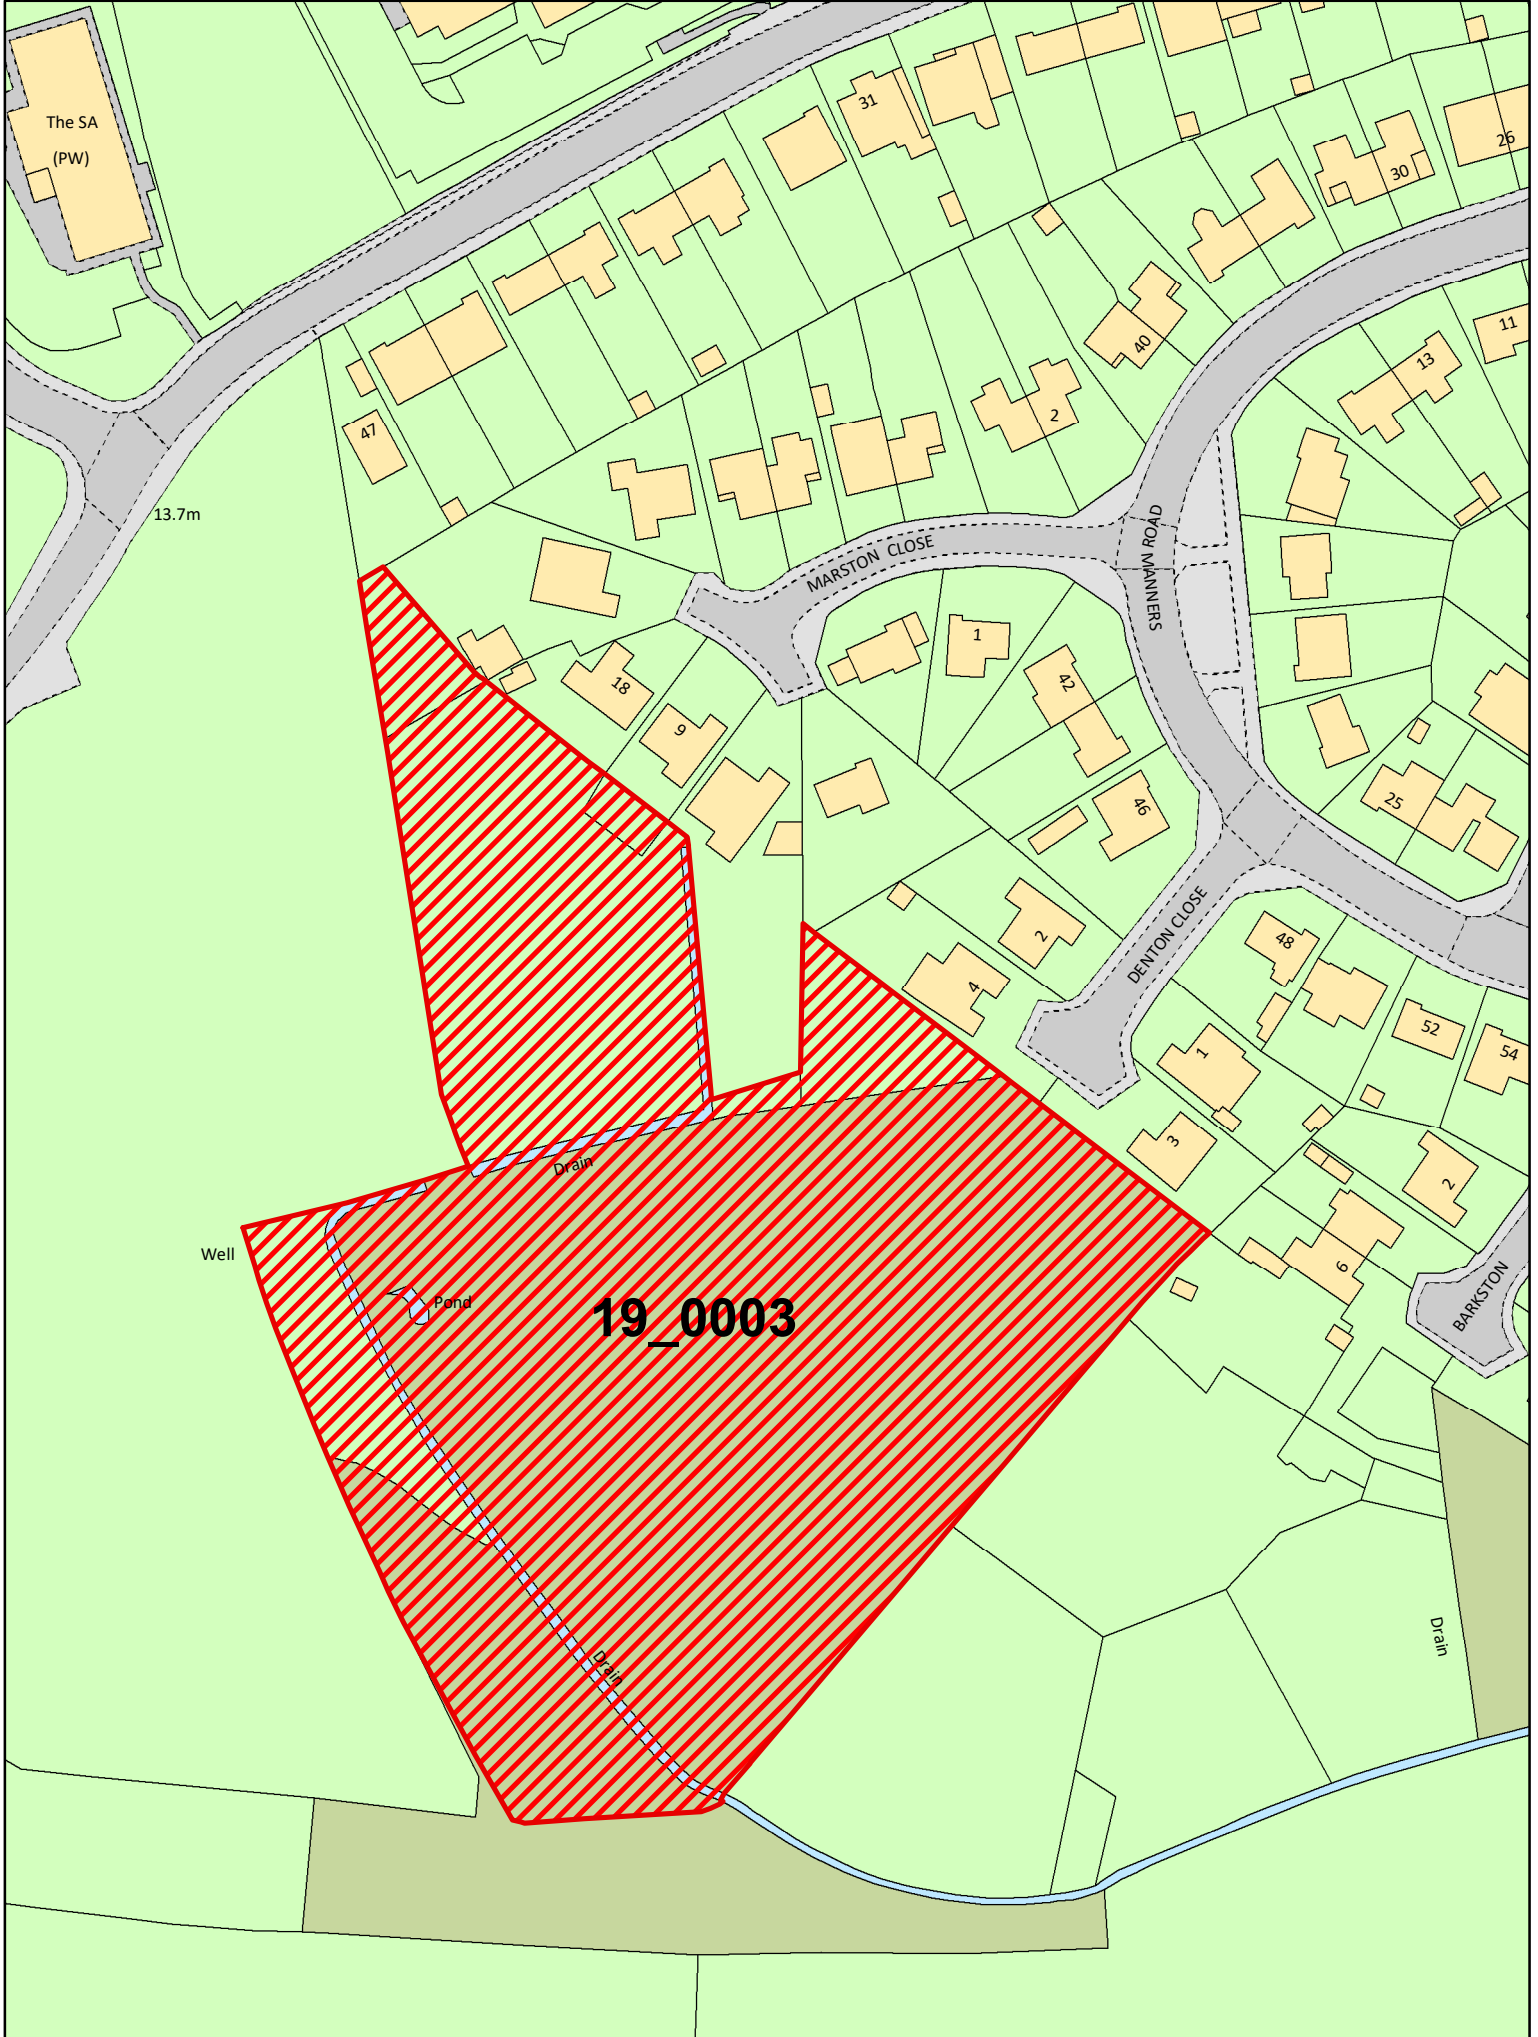 The SA
(PW)
31
30
26
40
13
11
47
2
13.7m
MARSTON CLOSE
MANNERS ROAD
1
18
42
9
25
46
2
48
DENTON CLOSE
4
52
54
1
3
2
Drain
Well
6
Pond
19_0003
BARKSTON
Drain
Drain